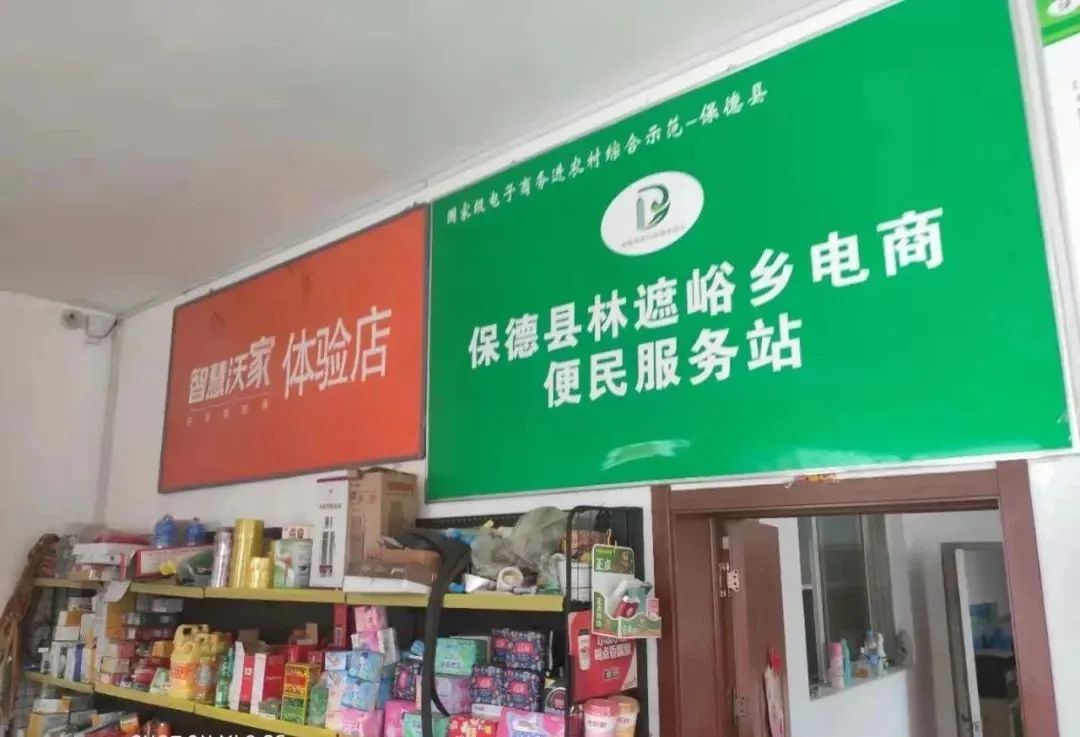 国家级电子商务进农村综合示范-保德县
保德县林遮峪乡电商
便民服务站
智慧沃家 体验店
正点